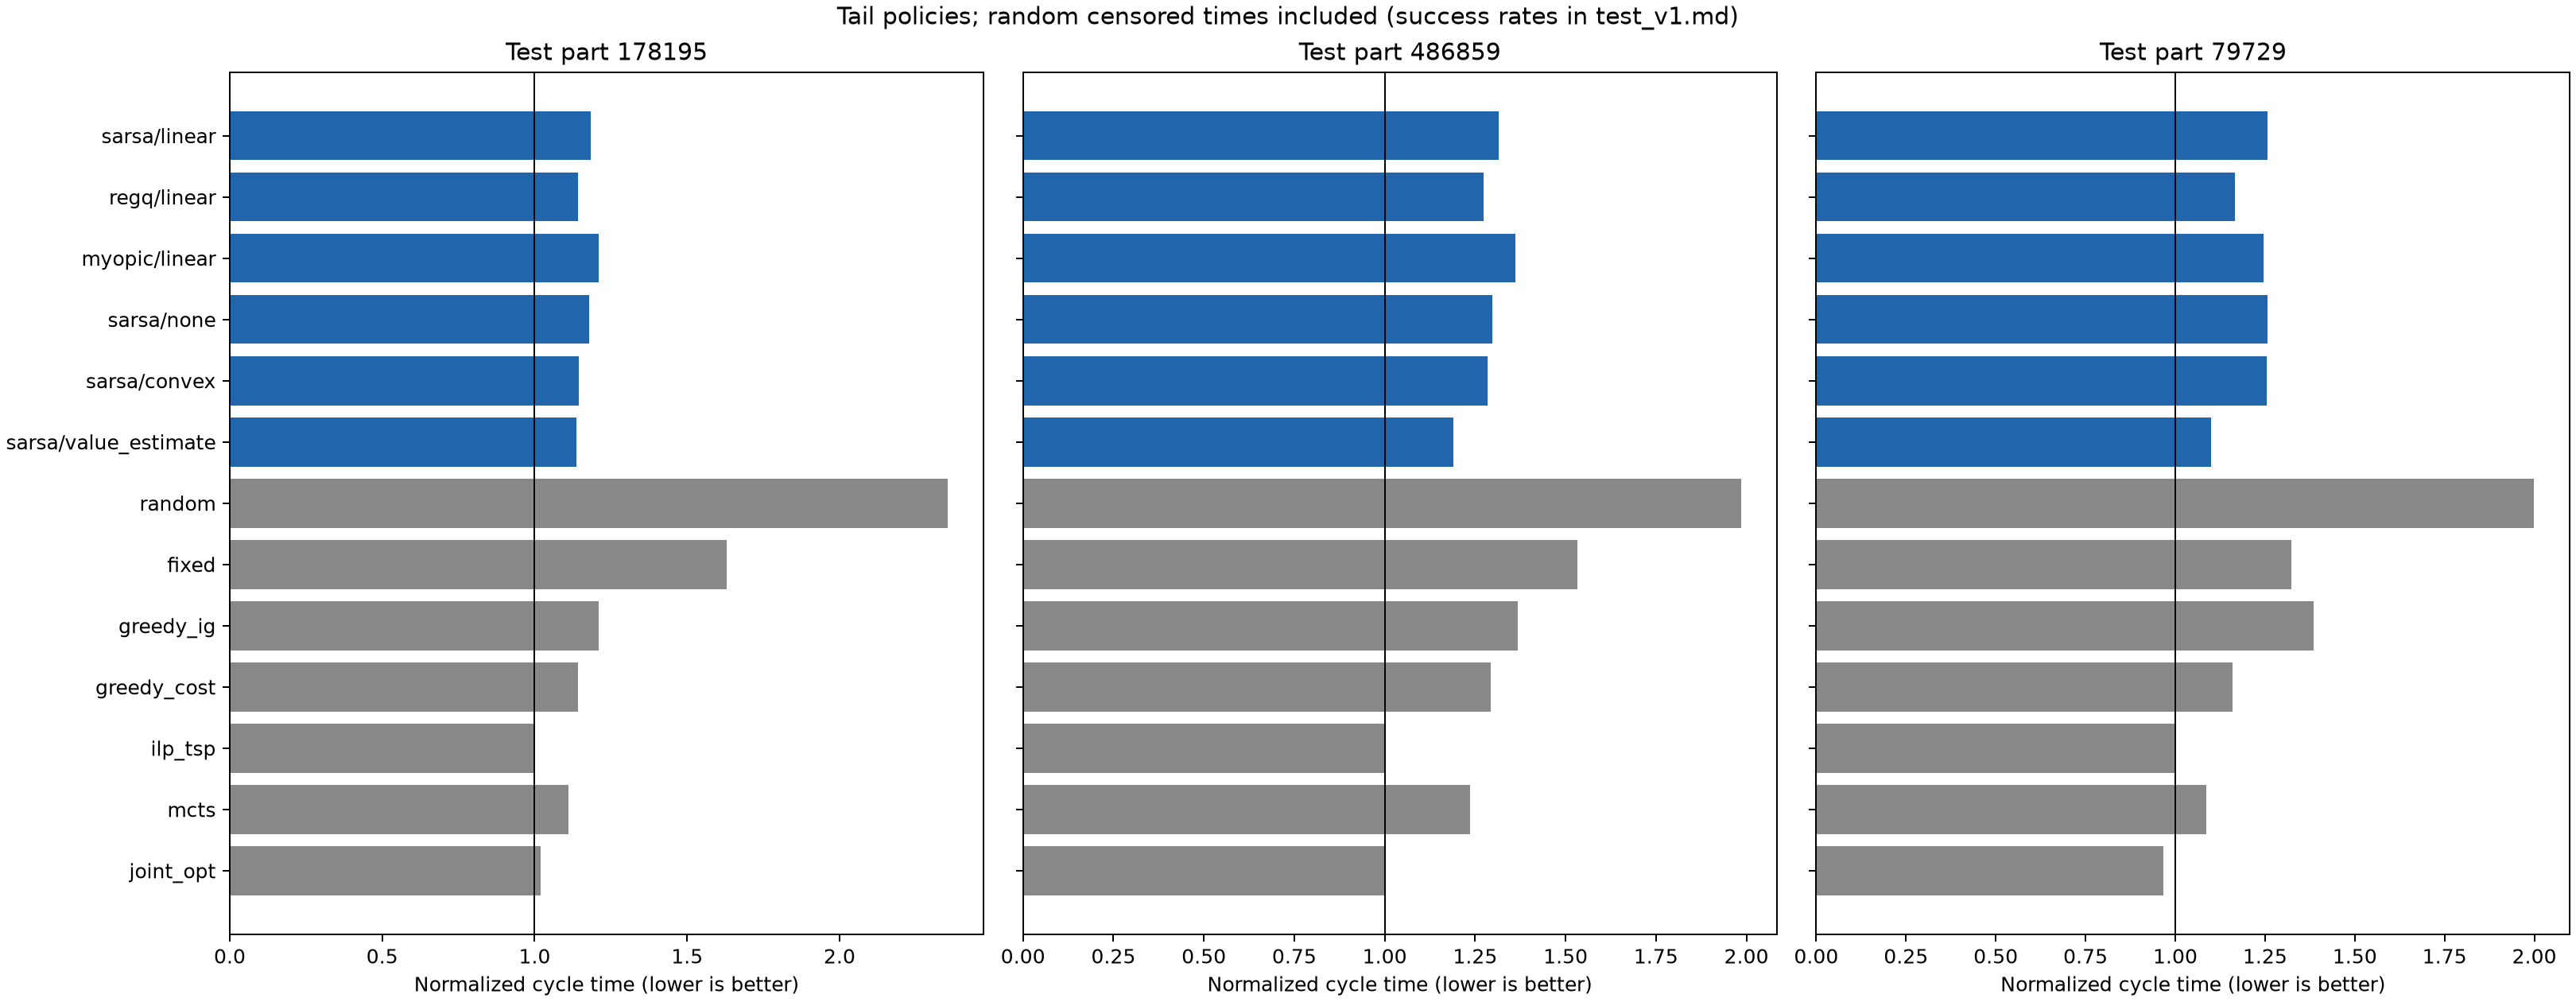 Tail policies; random censored times included (success rates in test_v1.md)
Test part 178195
Test part 486859
Test part 79729
sarsa/linear
regq/linear
myopic/linear
sarsa/none
sarsa/convex
sarsa/value_estimate
random
fixed
greedy_ig
greedy_cost
ilp_tsp
mcts
joint_opt
0.0 0.5 1.0 1.5 2.0
0.00 0.25 0.50 0.75 1.00 1.25 1.50 1.75 2.00
0.00 0.25 0.50 0.75 1.00 1.25 1.50 1.75 2.00
Normalized cycle time (lower is better)
Normalized cycle time (lower is better)
Normalized cycle time (lower is better)